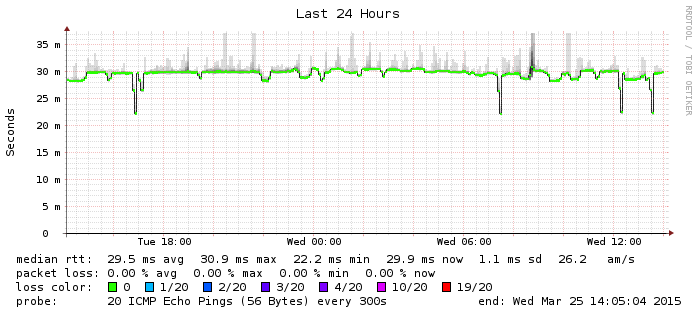 Last 24 Hours
RRDTOOL / TOBI OETIKER
Seconds
35 m
30 m
25 m
20 m
15 m
10 m
5 m
0
Tue 18:00 Wed 00:00 Wed 06:00 Wed 12:00
median rtt: 29.5 ms avg 30.9 ms max 22.2 ms min 29.9 ms now 1.1 ms sd 26.2 am/s
packet loss: 0.00 % avg 0.00 % max 0.00 % min 0.00 % now
loss color: 0 1/20 2/20 3/20 4/20 10/20 19/20
probe: 20 ICMP Echo Pings (56 Bytes) every 300s end: Wed Mar 25 14:05:04 2015